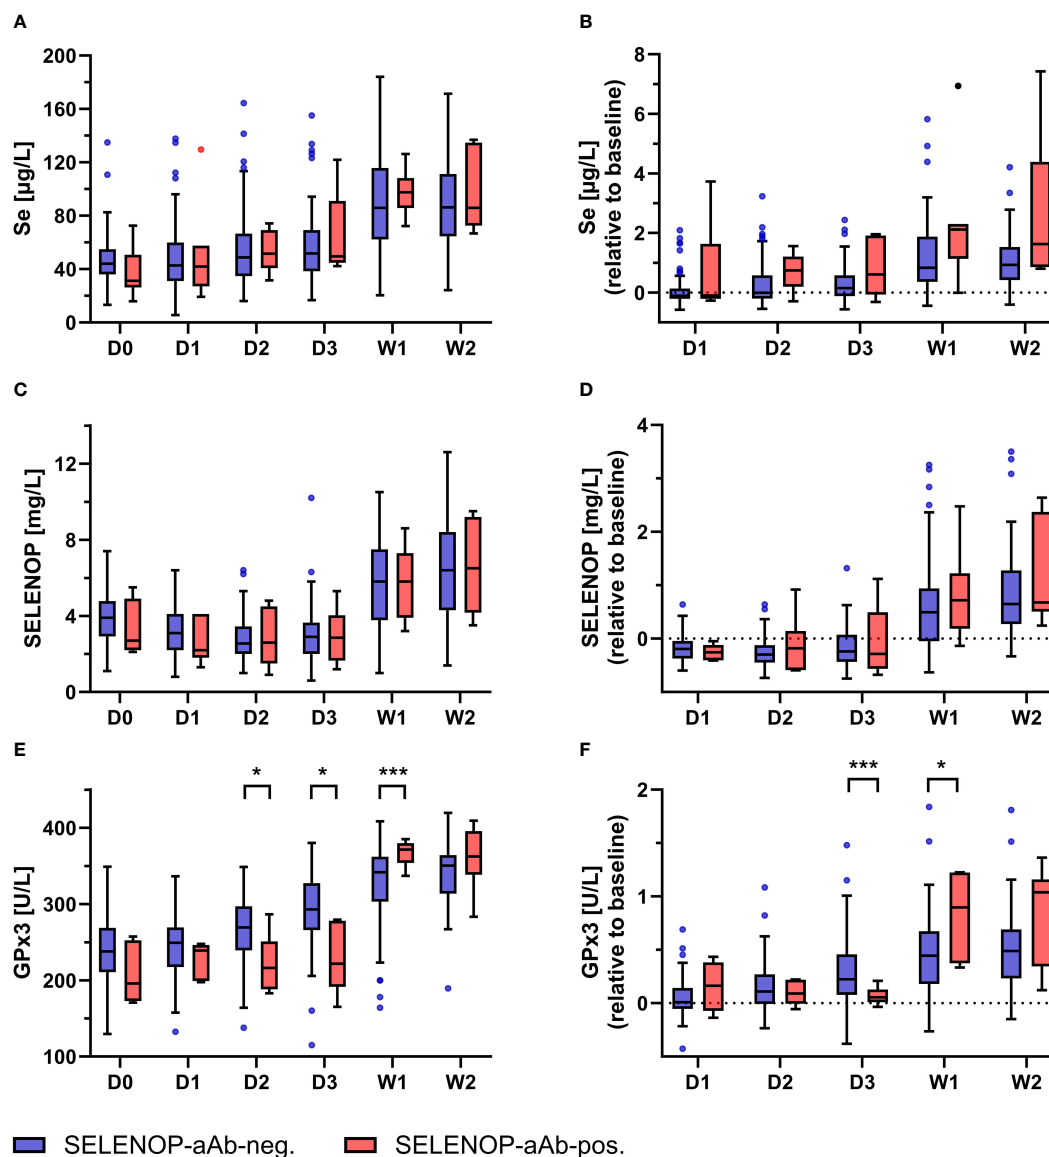 A
Se [µg/L]
200
160
120
80
40
0
D0 D1 D2 D3 W1 W2
B
Se [µg/L]
(relative to baseline)
8
6
4
2
0
D1 D2 D3 W1 W2
C
SELENOP [mg/L]
12
8
4
0
D0 D1 D2 D3 W1 W2
D
SELENOP [mg/L]
(relative to baseline)
4
2
0
D1 D2 D3 W1 W2
E
GPx3 [U/L]
* * ***
400
300
200
100
D0 D1 D2 D3 W1 W2
F
GPx3 [U/L]
(relative to baseline)
*** *
2
1
0
D1 D2 D3 W1 W2
SELENOP-aAb-neg. SELENOP-aAb-pos.